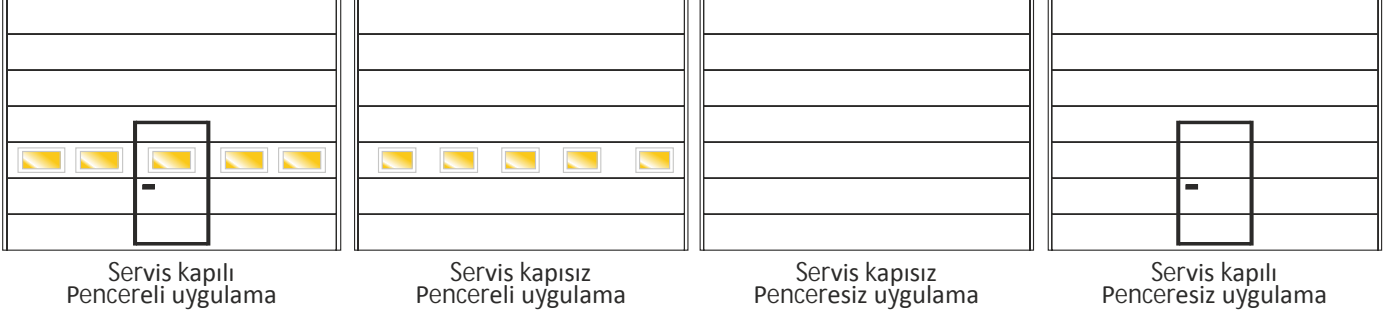 Servis kapılı
Pencereli uygulama
Servis kapısız
Pencereli uygulama
Servis kapısız
Penceresiz uygulama
Servis kapılı
Penceresiz uygulama